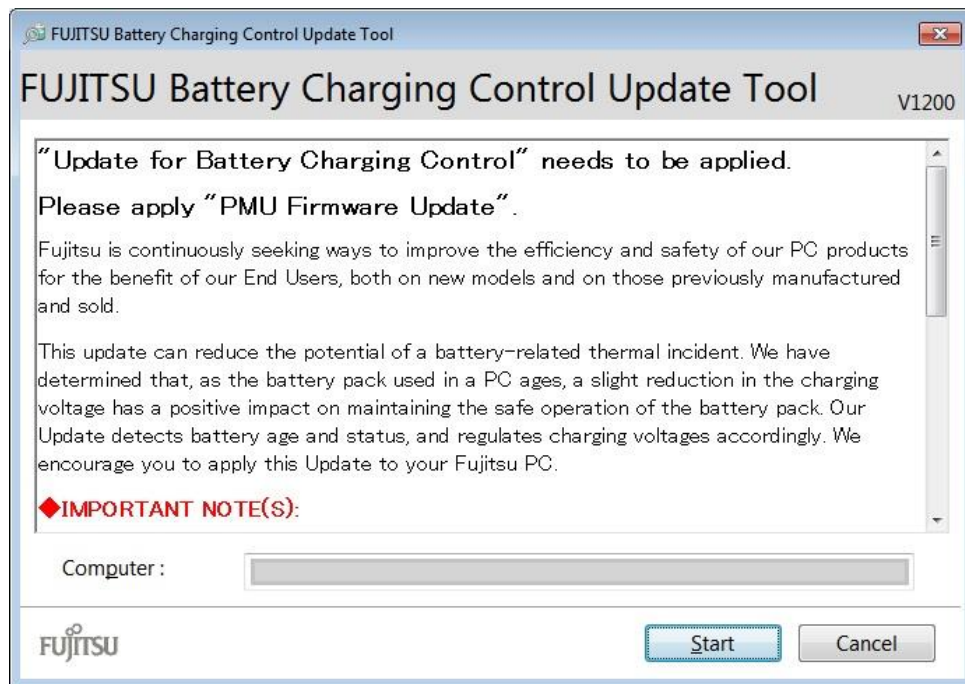 FUJITSU Battery Charging Control Update Tool
FUJITSU Battery Charging Control Update Tool
V1200
"Update for Battery Charging Control" needs to be applied.
Please apply "PMU Firmware Update".
Fujitsu is continuously seeking ways to improve the efficiency and safety of our PC products
for the benefit of our End Users, both on new models and on those previously manufactured
and sold.
This update can reduce the potential of a battery-related thermal incident. We have
determined that, as the battery pack used in a PC ages, a slight reduction in the charging
voltage has a positive impact on maintaining the safe operation of the battery pack. Our
Update detects battery age and status, and regulates charging voltages accordingly. We
encourage you to apply this Update to your Fujitsu PC.
◆IMPORTANT NOTE(S):
Computer :
FUJITSU
Start
Cancel